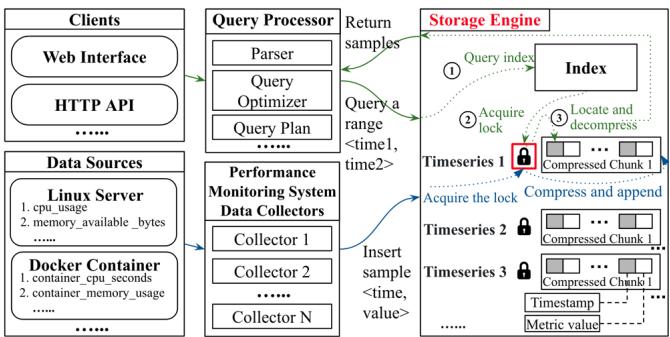 Clients
Web Interface
HTTP API
......
Data Sources
Linux Server
1. cpu_usage
2. memory_available _bytes
......
Docker Container
1. container_cpu_seconds
2. container_memory_usage
......
......
Query Processor
Parser
Query
Optimizer
Query Plan
......
Performance
Monitoring System
Data Collectors
Collector 1
Collector 2
......
Collector N
Return
samples
Query a
range
<time1,
time2>
Insert
sample
<time,
value>
Storage Engine
1 Query index
Index
2 Acquire
lock
3 Locate and
decompress
Timeseries 1
...
Compressed Chunk 1
Acquire the lock
Compress and append
Timeseries 2
...
Compressed Chunk 1
...
Timeseries 3
...
Compressed Chunk 1
...
Timestamp
Metric value
......